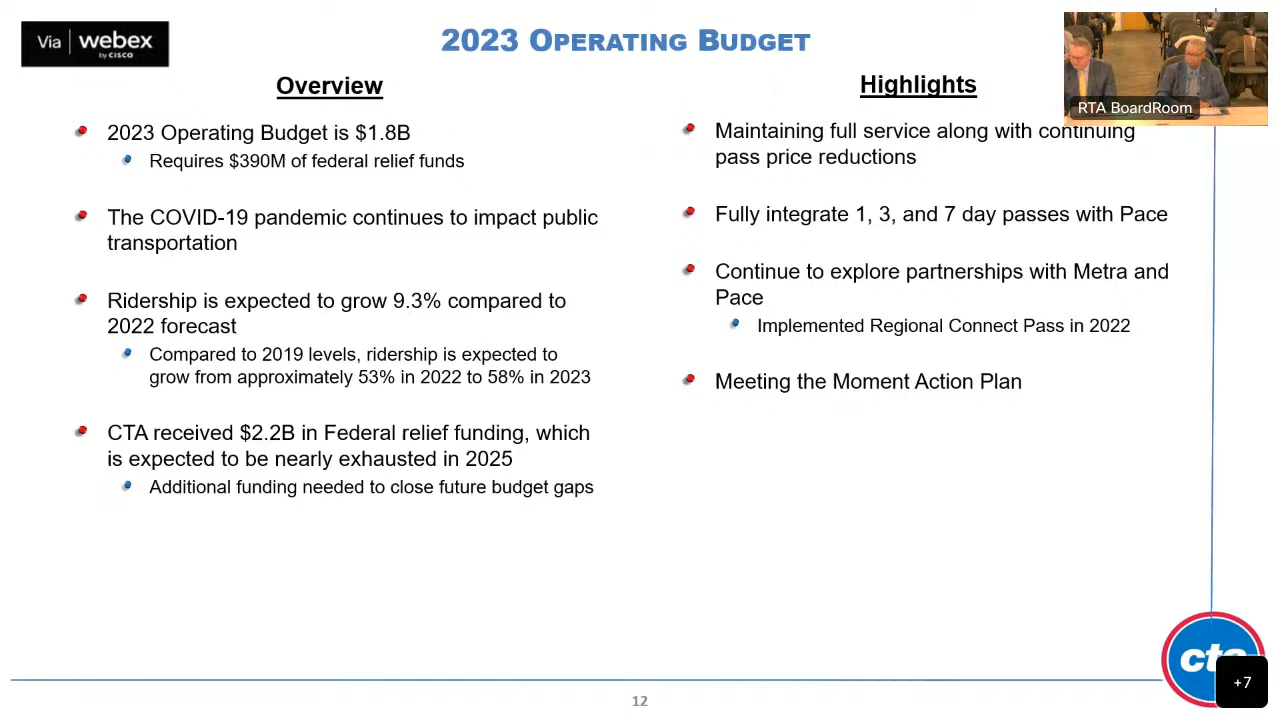 Via webex
by CISCO
2023 OPERATING BUDGET
RTA BoardRoom
Overview
2023 Operating Budget is $1.8B
Requires $390M of federal relief funds
The COVID-19 pandemic continues to impact public
transportation
Ridership is expected to grow 9.3% compared to
2022 forecast
Compared to 2019 levels, ridership is expected to
grow from approximately 53% in 2022 to 58% in 2023
CTA received $2.2B in Federal relief funding, which
is expected to be nearly exhausted in 2025
Additional funding needed to close future budget gaps
Highlights
Maintaining full service along with continuing
pass price reductions
Fully integrate 1, 3, and 7 day passes with Pace
Continue to explore partnerships with Metra and
Pace
Implemented Regional Connect Pass in 2022
Meeting the Moment Action Plan
12
cta
+7